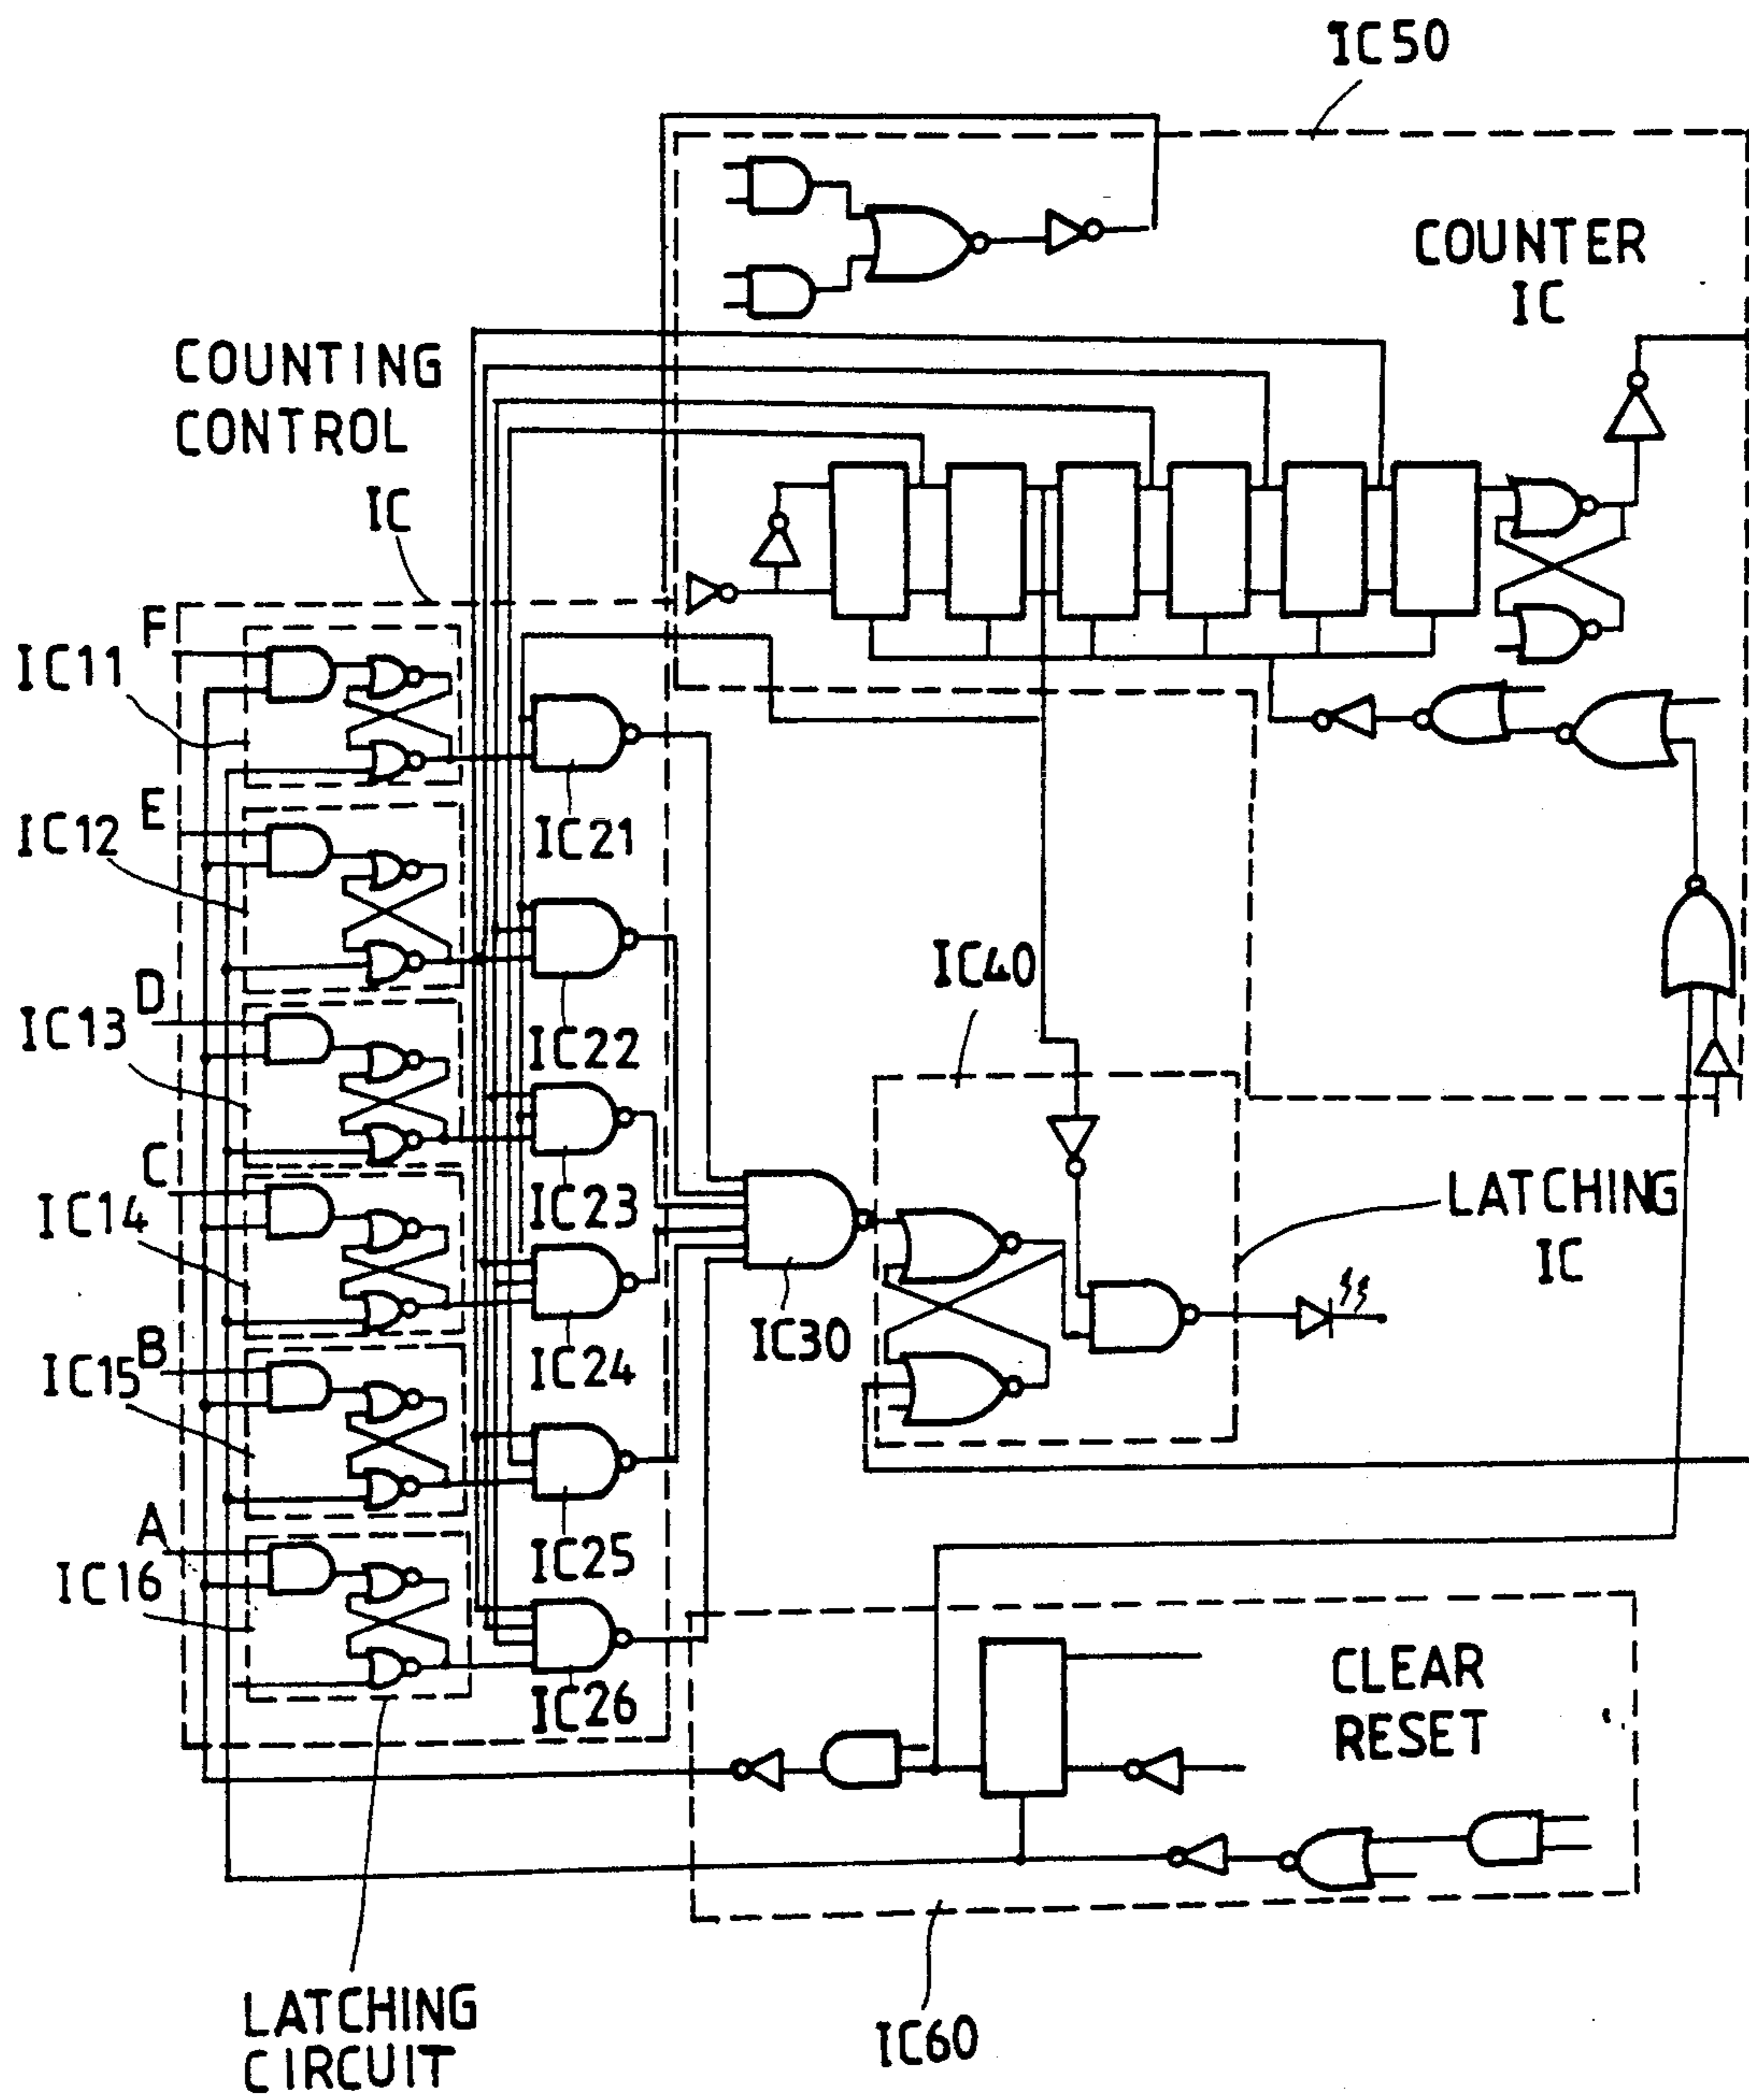 IC50
COUNTER
IC
COUNTING
CONTROL
IC
F
IC11
E
IC12
IC21
D
IC13
IC22
IC40
C
IC14
IC23
LATCHING
IC
B
IC15
IC24
IC30
A
IC16
IC25
IC26
CLEAR
RESET
LATCHING
CIRCUIT
IC60